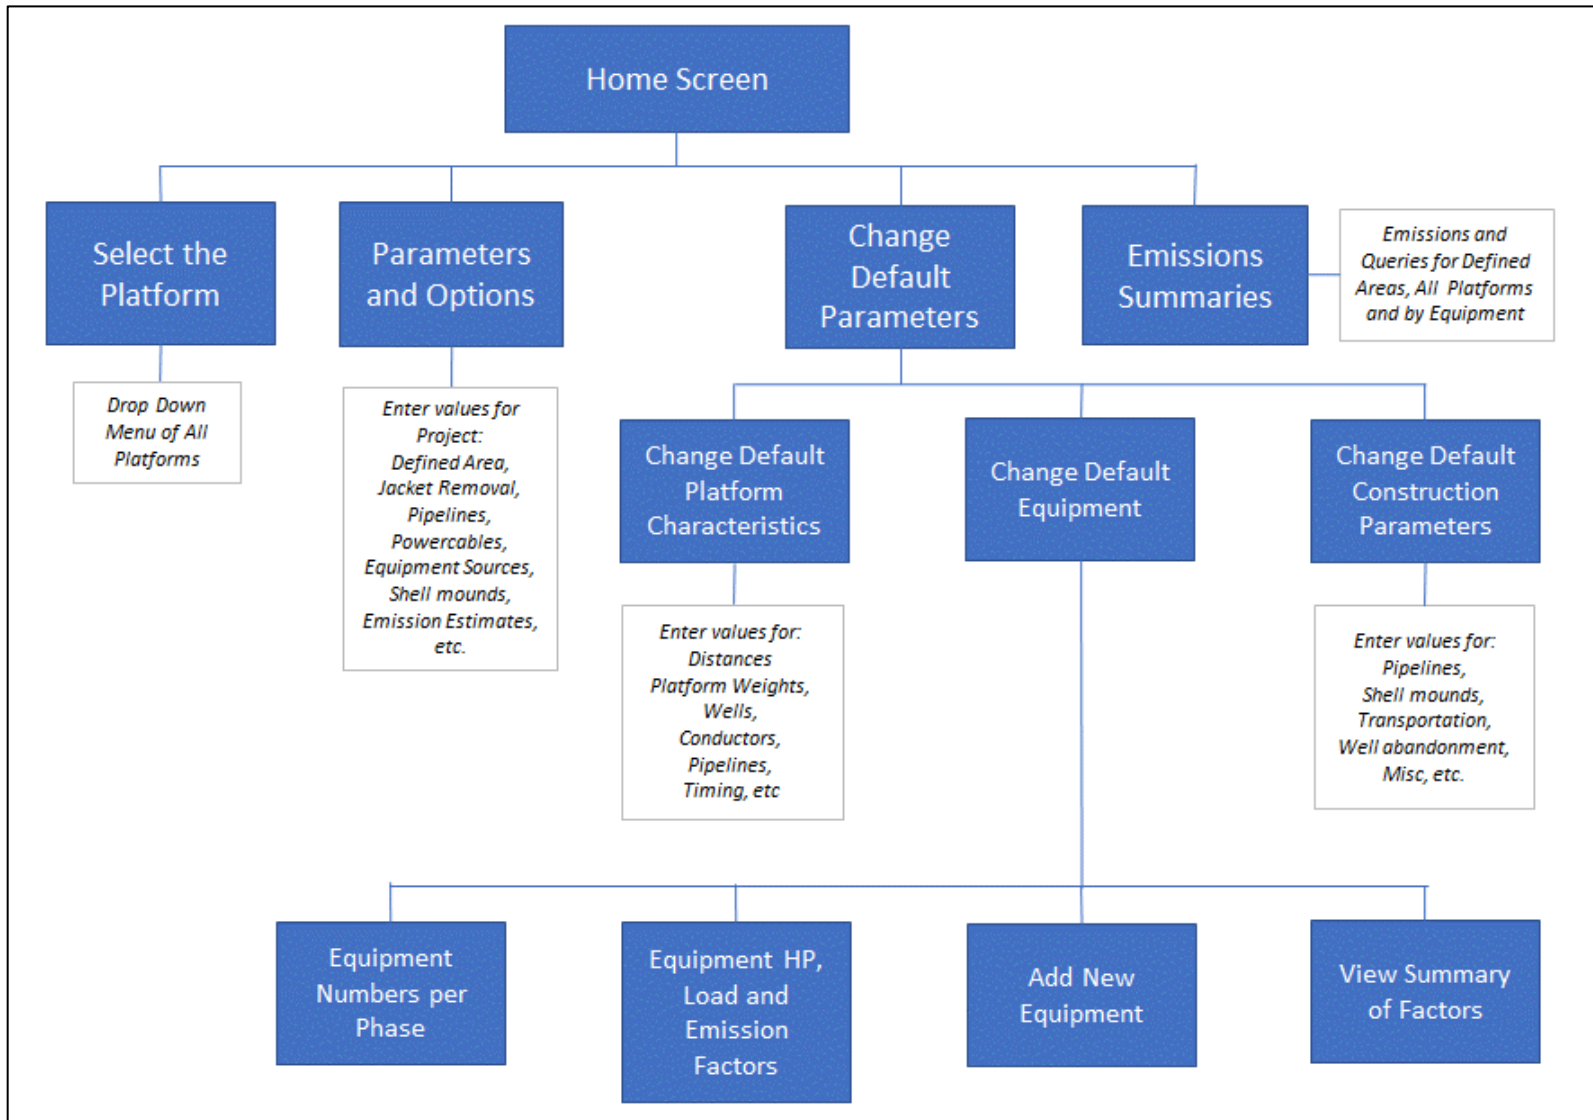 Home Screen
Select the
Platform
Parameters
and Options
Change
Default
Parameters
Emissions
Summaries
Emissions and
Queries for Defined
Areas, All Platforms
and by Equipment
Drop Down
Menu of All
Platforms
Enter values for
Project:
Defined Area,
Jacket Removal,
Pipelines,
Powercables,
Equipment Sources,
Shell mounds,
Emission Estimates,
etc.
Change Default
Platform
Characteristics
Change Default
Equipment
Change Default
Construction
Parameters
Enter values for:
Distances
Platform Weights,
Wells,
Conductors,
Pipelines,
Timing, etc
Enter values for:
Pipelines,
Shell mounds,
Transportation,
Well abandonment,
Misc, etc.
Equipment
Numbers per
Phase
Equipment HP,
Load and
Emission
Factors
Add New
Equipment
View Summary
of Factors